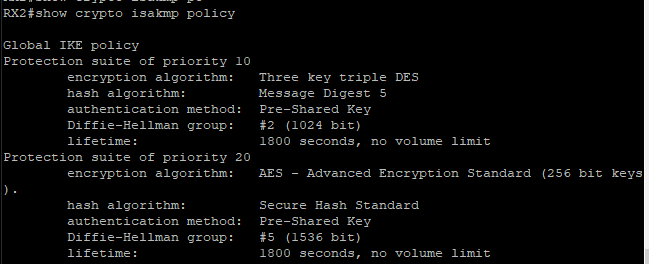 RX2#show crypto isakmp policy
Global IKE policy
Protection suite of priority 10
encryption algorithm: Three key triple DES
hash algorithm: Message Digest 5
authentication method: Pre-Shared Key
Diffie-Hellman group: #2 (1024 bit)
lifetime: 1800 seconds, no volume limit
Protection suite of priority 20
encryption algorithm: AES - Advanced Encryption Standard (256 bit keys
).
hash algorithm: Secure Hash Standard
authentication method: Pre-Shared Key
Diffie-Hellman group: #5 (1536 bit)
lifetime: 1800 seconds, no volume limit